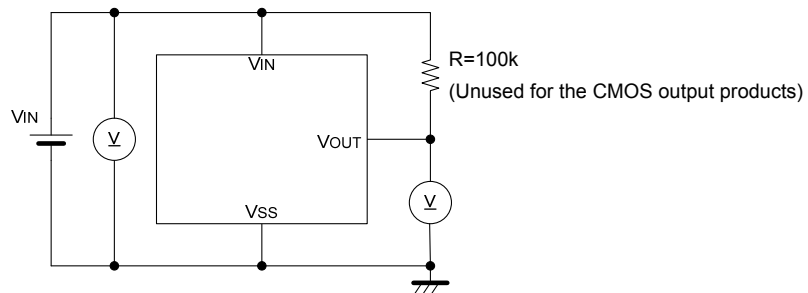 VIN
R=100k
(Unused for the CMOS output products)
VIN
V
VOUT
V
VSS